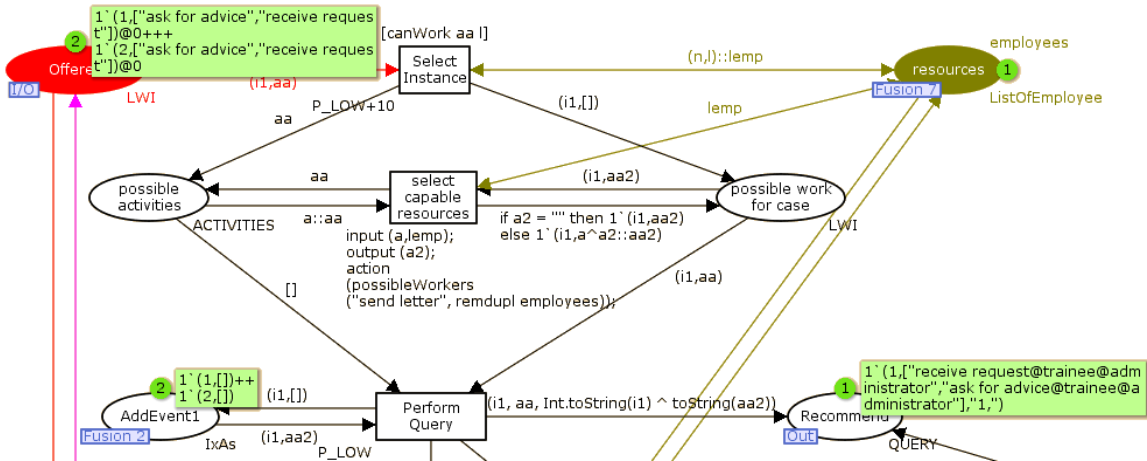 1`(1,["ask for advice","receive reques
t"])@0+++
1`(2,["ask for advice","receive reques
t"])@0
2
Offere
I/O
LWI
(i1,aa)
[canWork aa l]
Select
Instance
P_LOW+10
(n,l)::lemp
employees
resources
1
Fusion 7
ListOfEmployee
aa
(i1,[])
lemp
possible
activities
ACTIVITIES
aa
a::aa
select
capable
resources
(i1,aa2)
if a2 = "" then 1`(i1,aa2)
else 1`(i1,a^a2::aa2)
possible work
for case
LWI
input (a,lemp);
output (a2);
action
(possibleWorkers
("send letter", remdupl employees));
[]
(i1,aa)
2
1`(1,[])++
1`(2,[])
AddEvent1
Fusion 2
IxAs
(i1,[])
(i1,aa2)
Perform
Query
P_LOW
(i1, aa, Int.toString(i1) ^ toString(aa2))
1
1`(1,["receive request@trainee@adm
inistrator","ask for advice@trainee@a
dministrator"],"1,")
Recommend
Out
QUERY